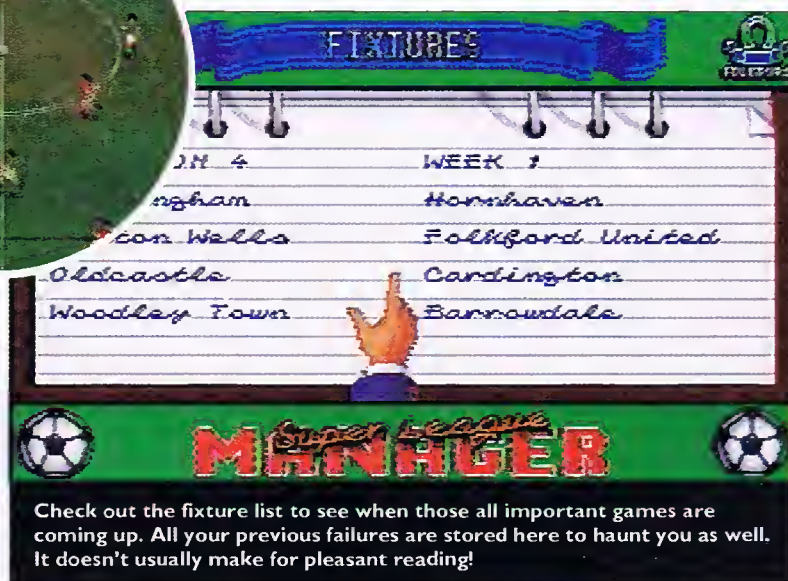 FIXTURES
4 WEEK 1
Hornhaven
Wells Folkford United
Oldcastle Cardington
Woodley Town Barrowdale
Super League
MANAGER
Check out the fixture list to see when those all important games are
coming up. All your previous failures are stored here to haunt you as well.
It doesn't usually make for pleasant reading!